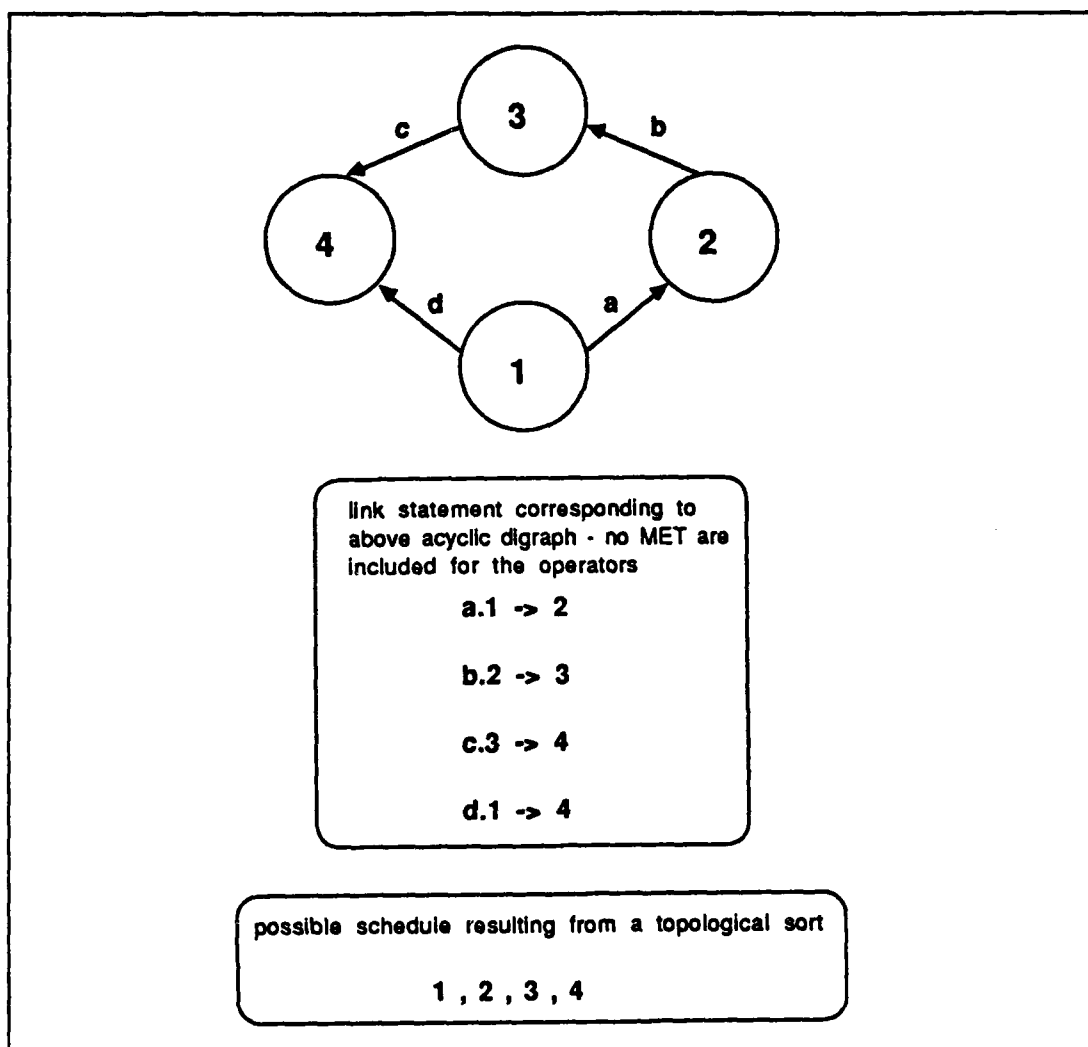 3
c
b
4
2
d
a
1
link statement corresponding to
above acyclic digraph - no MET are
included for the operators
a.1 -> 2
b.2 -> 3
c.3 -> 4
d.1 -> 4
possible schedule resulting from a topological sort
1 , 2 , 3 , 4